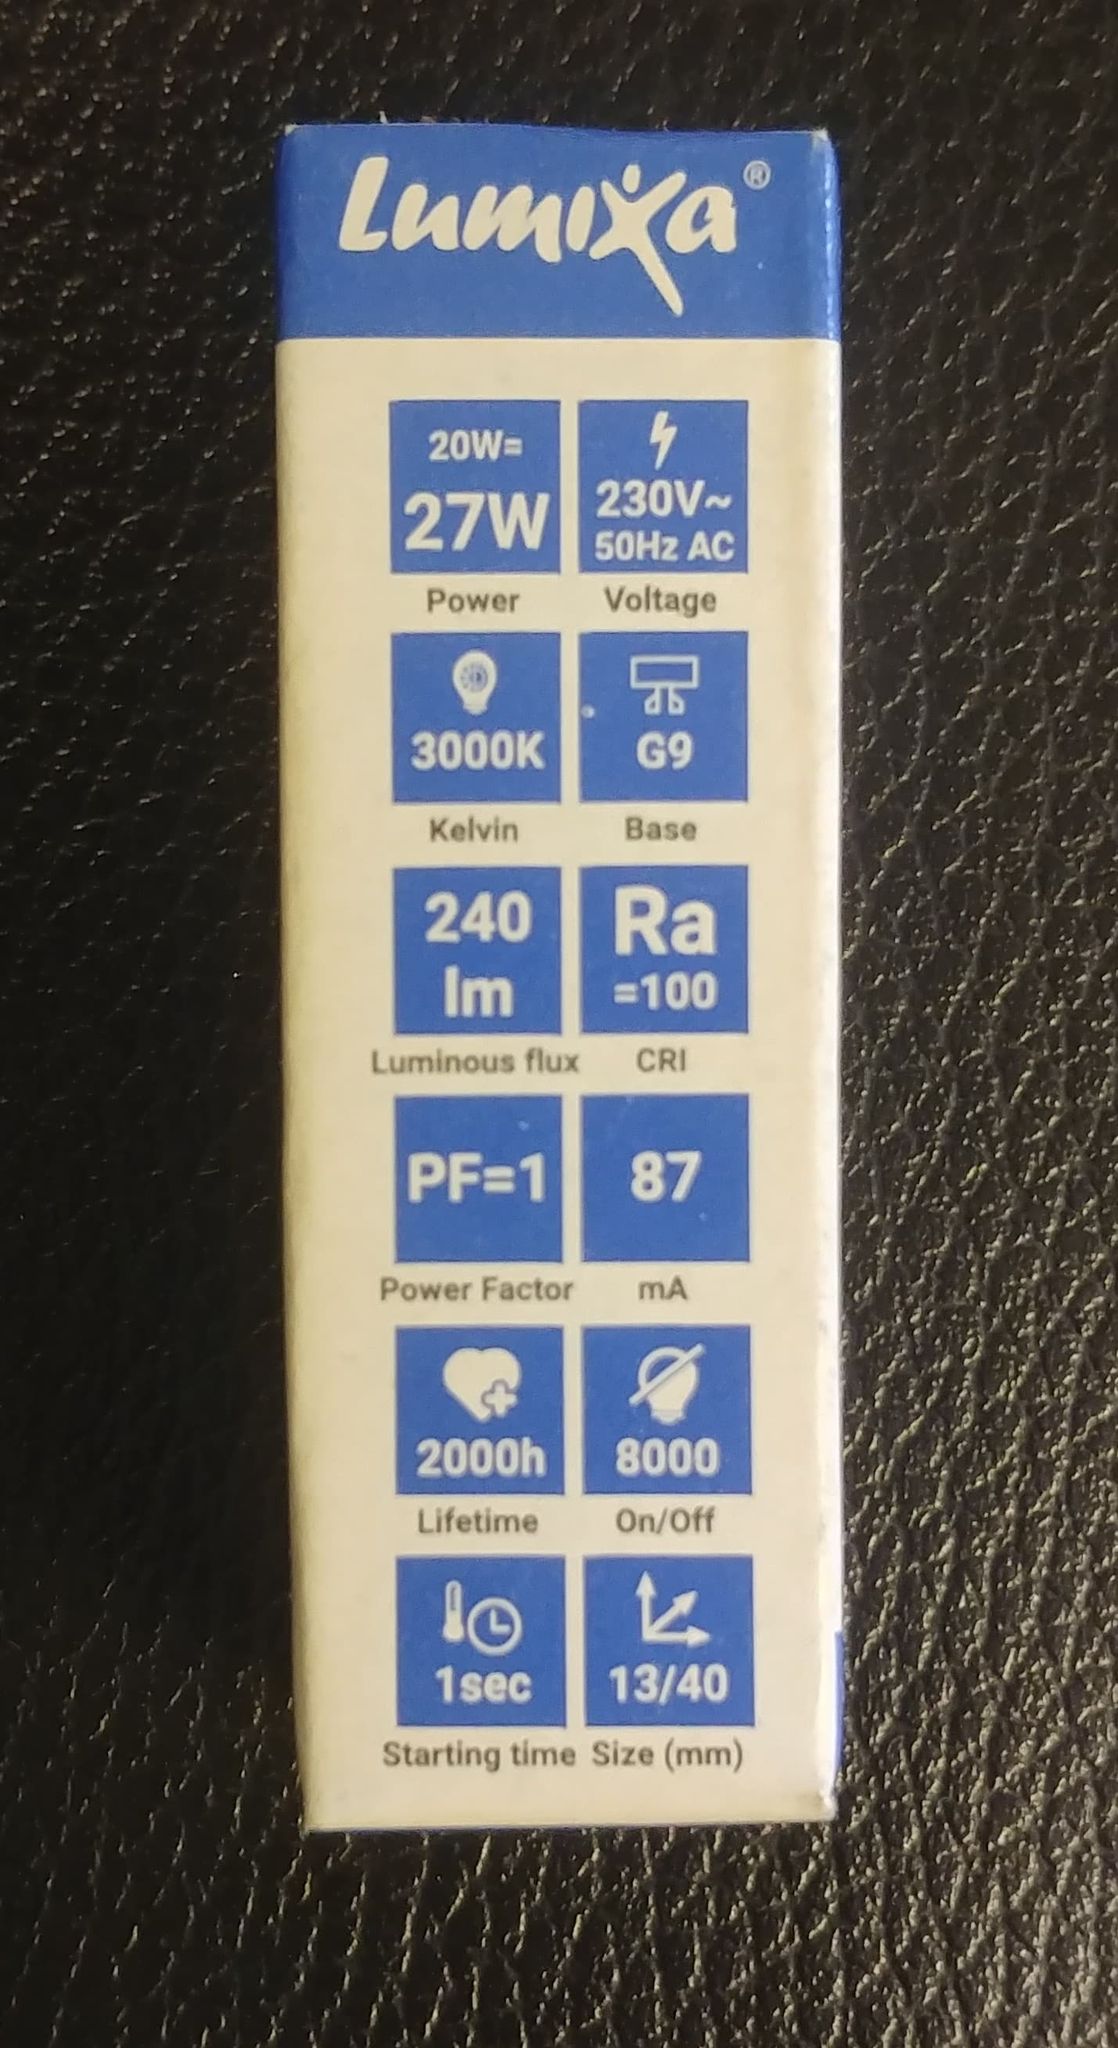 Lumixa®
20W=
27W
Power
230V~
50Hz AC
Voltage
3000K
Kelvin
G9
Base
240
lm
Luminous flux
Ra
=100
CRI
PF=1
Power Factor
87
mA
2000h
Lifetime
8000
On/Off
1sec
Starting time
13/40
Size (mm)